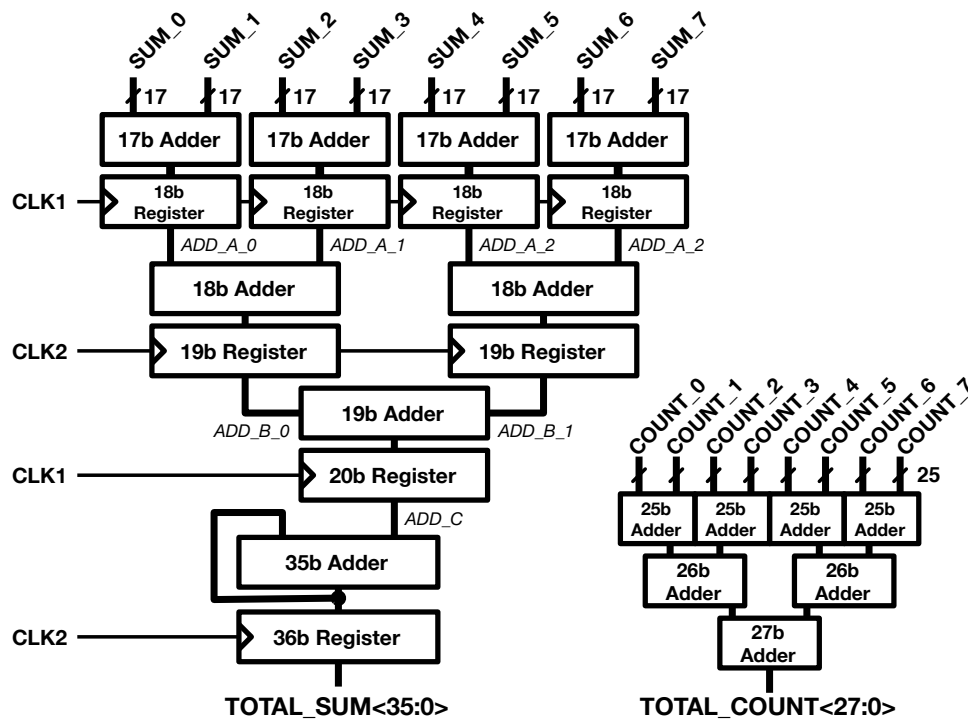 SUM_0 SUM_1 SUM_2 SUM_3 SUM_4 SUM_5 SUM_6 SUM_7
17 17 17 17 17 17 17 17
17b Adder 17b Adder 17b Adder 17b Adder
CLK1
18b Register
18b Register
18b Register
18b Register
ADD_A_0 ADD_A_1 ADD_A_2 ADD_A_2
18b Adder 18b Adder
CLK2 19b Register 19b Register
19b Adder
ADD_B_0 ADD_B_1
CLK1 20b Register
ADD_C
35b Adder
CLK2 36b Register
TOTAL_SUM<35:0>
COUNT_0 COUNT_1 COUNT_2 COUNT_3 COUNT_4 COUNT_5 COUNT_6 COUNT_7
25
25b Adder
25b Adder
25b Adder
25b Adder
26b Adder
26b Adder
27b Adder
TOTAL_COUNT<27:0>